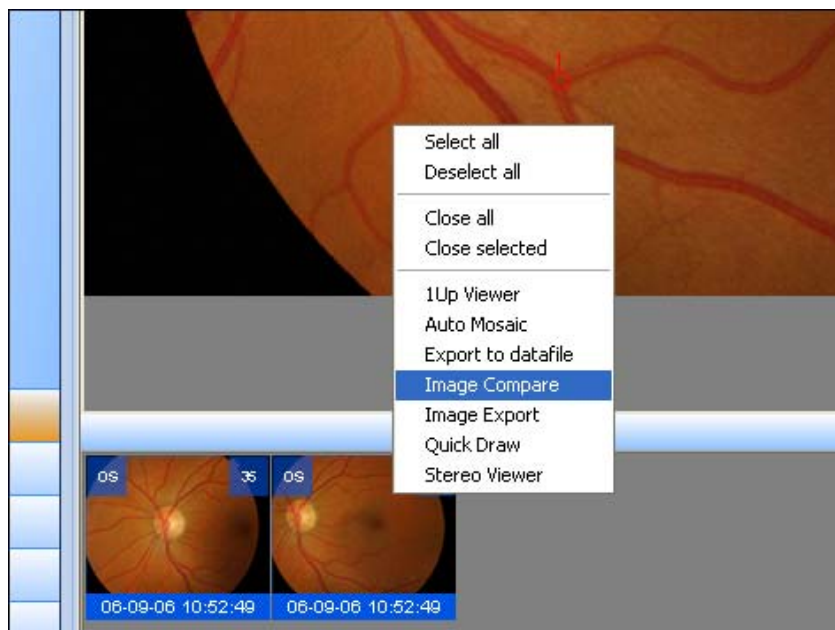 Select all
Deselect all
Close all
Close selected
1Up Viewer
Auto Mosaic
Export to datafile
Image Compare
Image Export
Quick Draw
Stereo Viewer
OS 35 OS
06-09-06 10:52:49 06-09-06 10:52:49